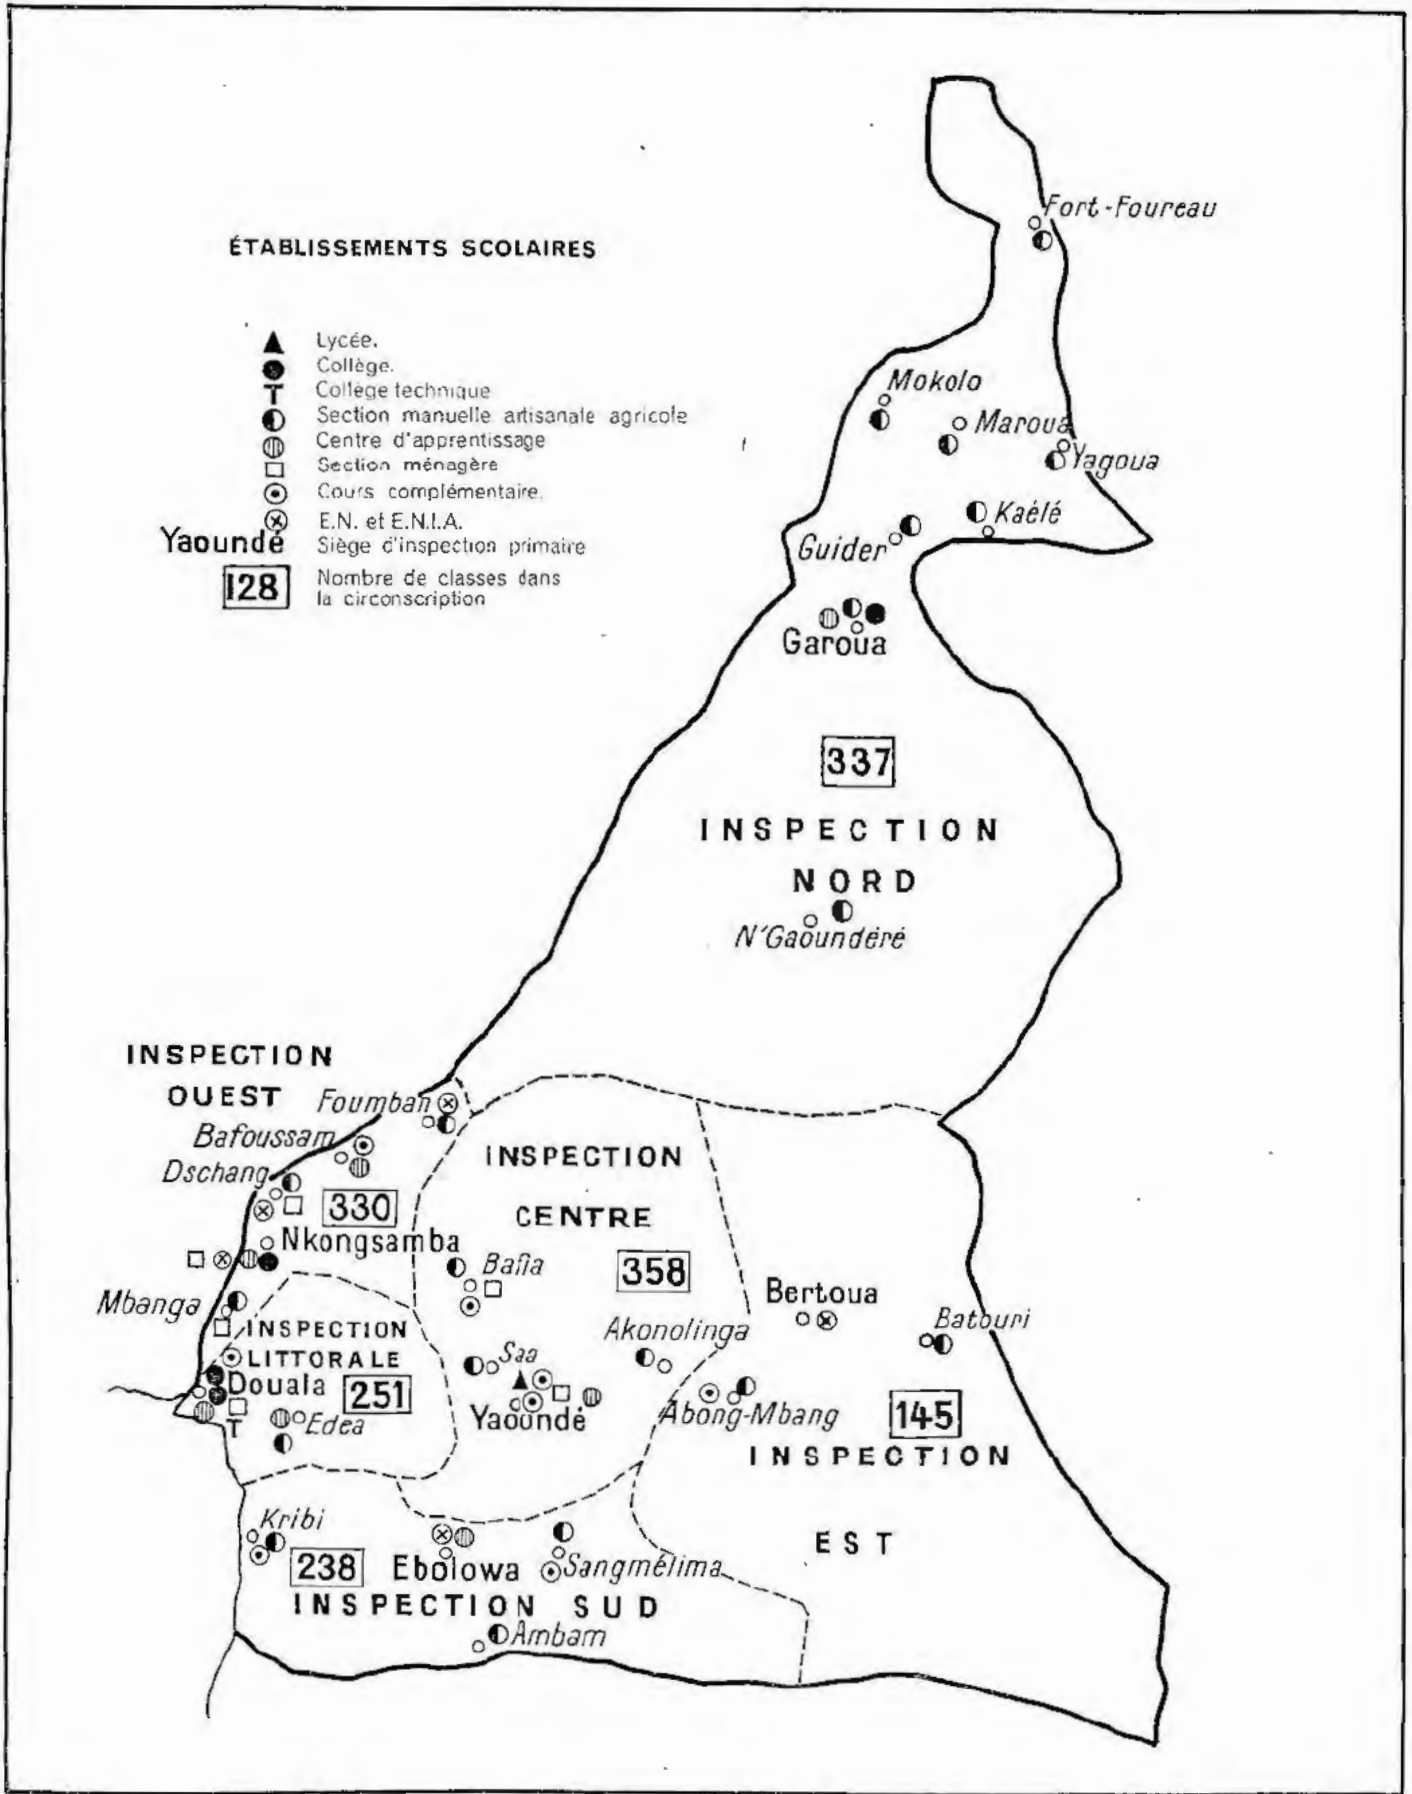 ÉTABLISSEMENTS SCOLAIRES
Lycée.
Collège.
T Collège technique
Section manuelle artisanale agricole
Centre d'apprentissage
Section ménagère
Cours complémentaire.
E.N. et E.N.I.A.
Yaoundé Siège d'inspection primaire
128 Nombre de classes dans
la circonscription
Fort-Foureau
Mokolo
Maroua
Yagoua
Kaélé
Guider
Garoua
337
INSPECTION
NORD
N'Gaoundéré
INSPECTION
OUEST
Foumban
Bafoussam
Dschang
330
Nkongsamba
Mbanga
INSPECTION
CENTRE
358
Bafia
Akonolinga
Saa
Yaoundé
INSPECTION
LITTORALE
Douala
251
T
Edea
Bertoua
Batouri
Abong-Mbang
145
INSPECTION
EST
Kribi
238
Ebolowa
Sangmélima
INSPECTION SUD
Ambam